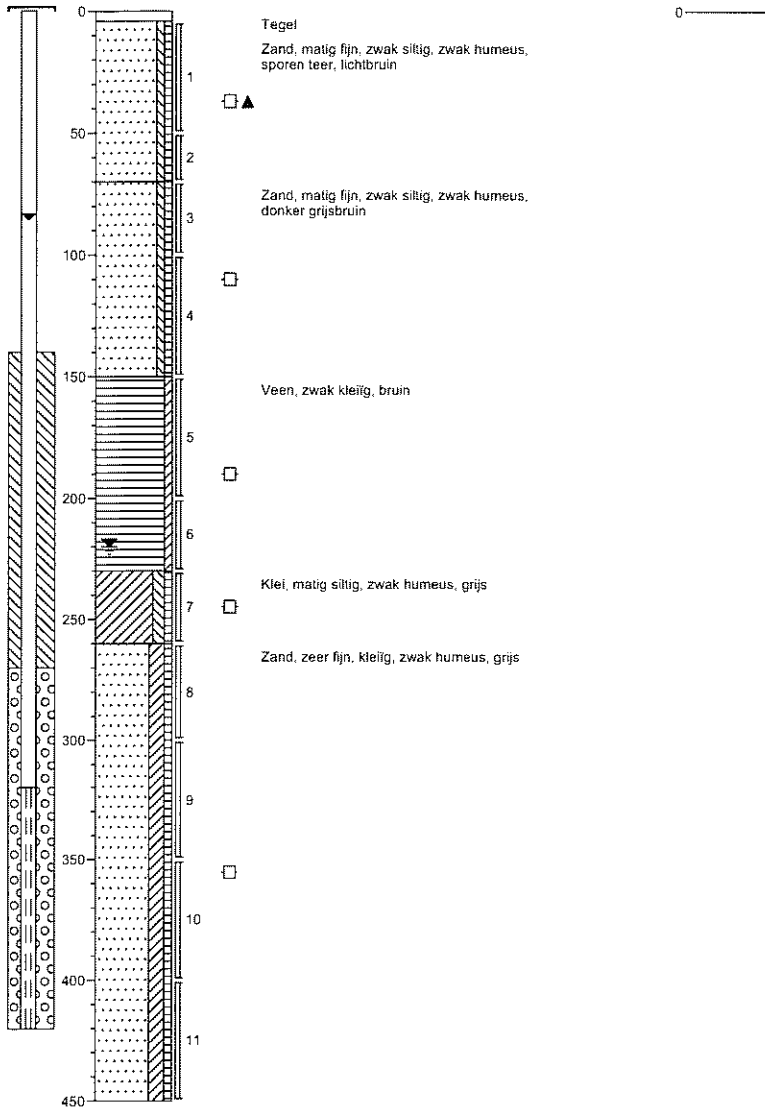 0
0
Tegel
Zand, matig fijn, zwak siltig, zwak humeus,
sporen teer, lichtbruin
1
50
2
Zand, matig fijn, zwak siltig, zwak humeus,
donker grijsbruin
3
100
4
150
Veen, zwak kleiïg, bruin
5
200
6
Klei, matig siltig, zwak humeus, grijs
7
250
Zand, zeer fijn, kleiïg, zwak humeus, grijs
8
300
9
350
10
400
11
450